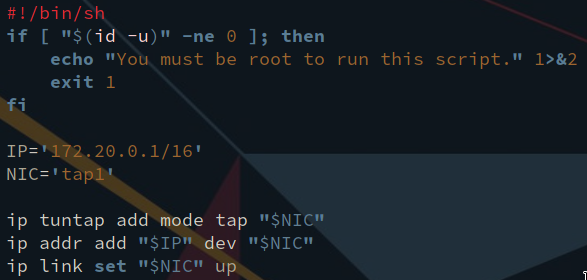 #!/bin/sh
if [ "$(id -u)" -ne 0 ]; then
    echo "You must be root to run this script." 1>&2
    exit 1
fi

IP='172.20.0.1/16'
NIC='tap1'

ip tuntap add mode tap "$NIC"
ip addr add "$IP" dev "$NIC"
ip link set "$NIC" up